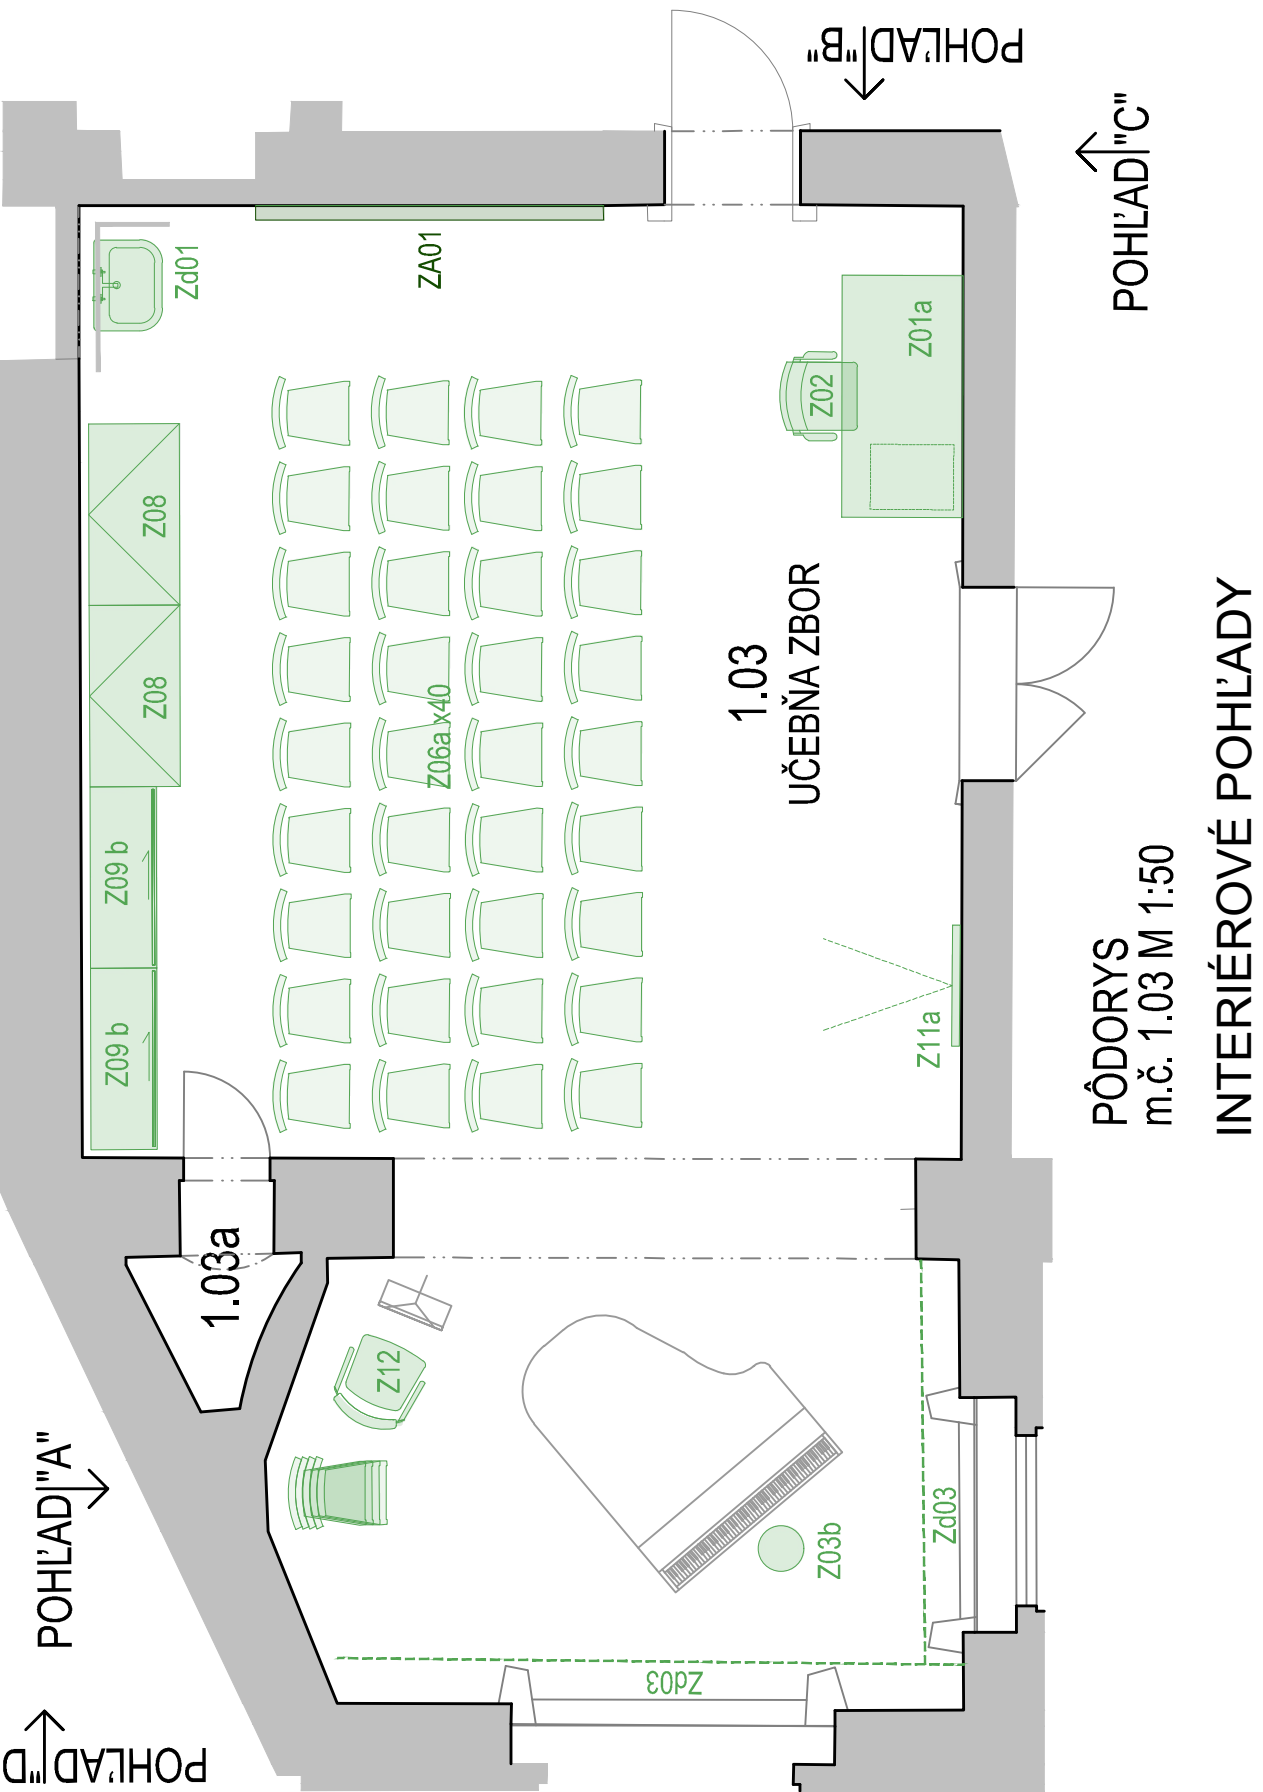 POHĽAD "B"
POHĽAD "C"
Zd01
ZA01
Z01a
Z02
Z08
Z08
Z06a x40
1.03
UČEBŇA ZBOR
Z09 b
Z09 b
Z11a
1.03a
Z12
Z03b
Zd03
Zd03
POHĽAD "A"
POHĽAD "D"
PÔDORYS
m.č. 1.03 M 1:50
INTERIÉROVÉ POHĽADY